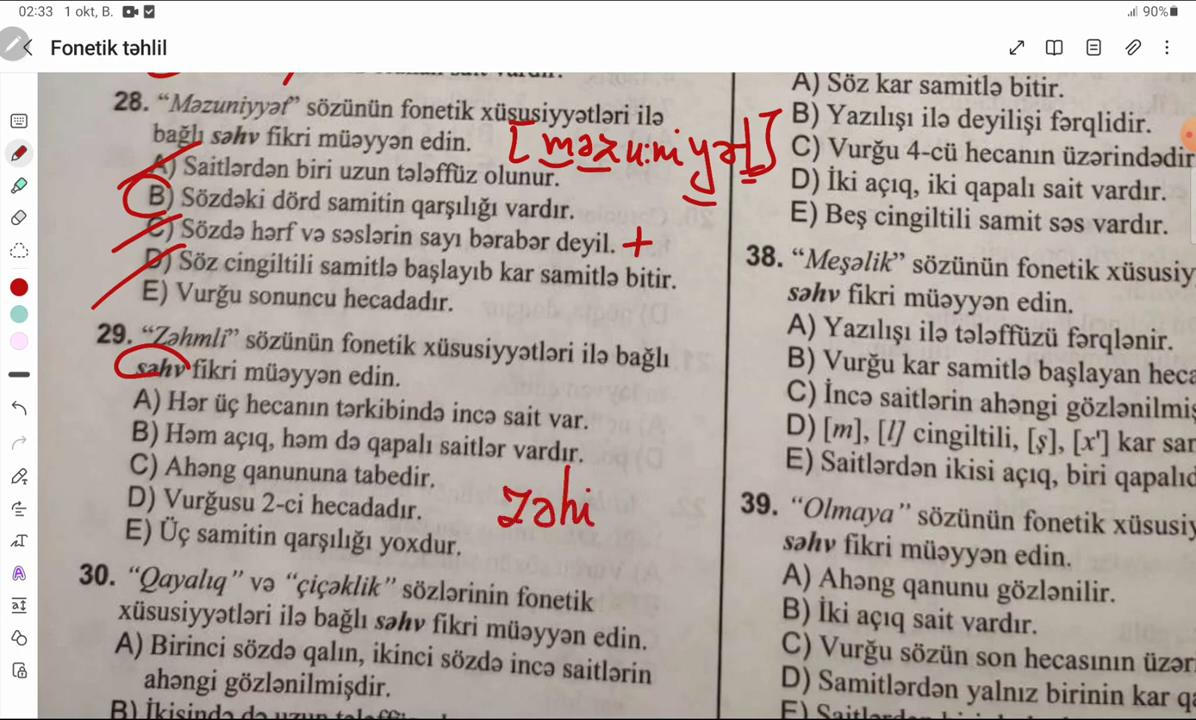 02:33 1 okt, B.
90%
Fonetik təhlil
28. “Məzuniyyət” sözünün fonetik xüsusiyyətləri ilə
bağlı səhv fikri müəyyən edin.
[məzu:niyət]
A) Saitlərdən biri uzun tələffüz olunur.
B) Sözdəki dörd samitin qarşılığı vardır.
C) Sözdə hərf və səslərin sayı bərabər deyil. +
D) Söz cingiltili samitlə başlayıb kar samitlə bitir.
E) Vurğu sonuncu hecadadır.
29. “Zəhmli” sözünün fonetik xüsusiyyətləri ilə bağlı
səhv fikri müəyyən edin.
A) Hər üç hecanın tərkibində incə sait var.
B) Həm açıq, həm də qapalı saitlər vardır.
C) Ahəng qanununa tabedir.
D) Vurğusu 2-ci hecadadır.
zəhi
E) Üç samitin qarşılığı yoxdur.
30. “Qayalıq” və “çiçəklik” sözlərinin fonetik
xüsusiyyətləri ilə bağlı səhv fikri müəyyən edin.
A) Birinci sözdə qalın, ikinci sözdə incə saitlərin
ahəngi gözlənilmişdir.
B) İkisində də uzun
A) Söz kar samitlə bitir.
B) Yazılışı ilə deyilişi fərqlidir.
C) Vurğu 4-cü hecanın üzərindədir
D) İki açıq, iki qapalı sait vardır.
E) Beş cingiltili samit səs vardır.
38. “Meşəlik” sözünün fonetik xüsusiy
səhv fikri müəyyən edin.
A) Yazılışı ilə tələffüzü fərqlənir.
B) Vurğu kar samitlə başlayan heca
C) İncə saitlərin ahəngi gözlənilmiş
D) [m], [l] cingiltili, [ş], [x'] kar sam
E) Saitlərdən ikisi açıq, biri qapalıd
39. “Olmaya” sözünün fonetik xüsusiy
səhv fikri müəyyən edin.
A) Ahəng qanunu gözlənilir.
B) İki açıq sait vardır.
C) Vurğu sözün son hecasının üzəri
D) Samitlərdən yalnız birinin kar qa